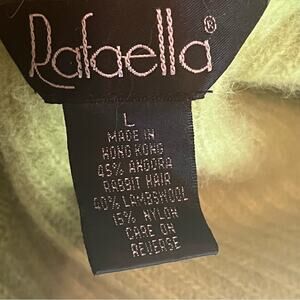 Rafaella®
L
MADE IN
HONG KONG
45% ANGORA
RABBIT HAIR
40% LAMBSWOOL
15% NYLON
CARE ON
REVERSE